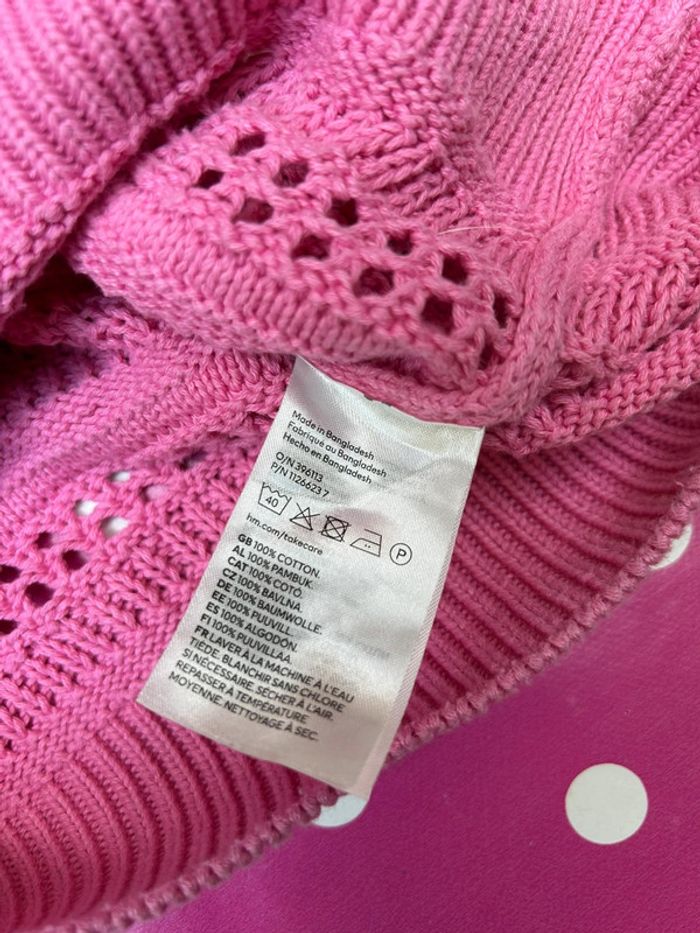 Made in Bangladesh
Fabriqué au Bangladesh
Hecho en Bangladesh
O/N 396113
P/N 1126623 7
40
P
hm.com/takecare
GB 100% COTTON.
AL 100% PAMBUK.
CAT 100% COTÓ.
CZ 100% BAVLNA.
DE 100% BAUMWOLLE.
EE 100% PUUVILL.
ES 100% ALGODÓN.
FI 100% PUUVILLAA.
FR LAVER À LA MACHINE À L'EAU
TIÈDE. BLANCHIR SANS CHLORE
SI NÉCESSAIRE. SÉCHER À L'AIR.
REPASSER À TEMPÉRATURE
MOYENNE. NETTOYAGE À SEC.